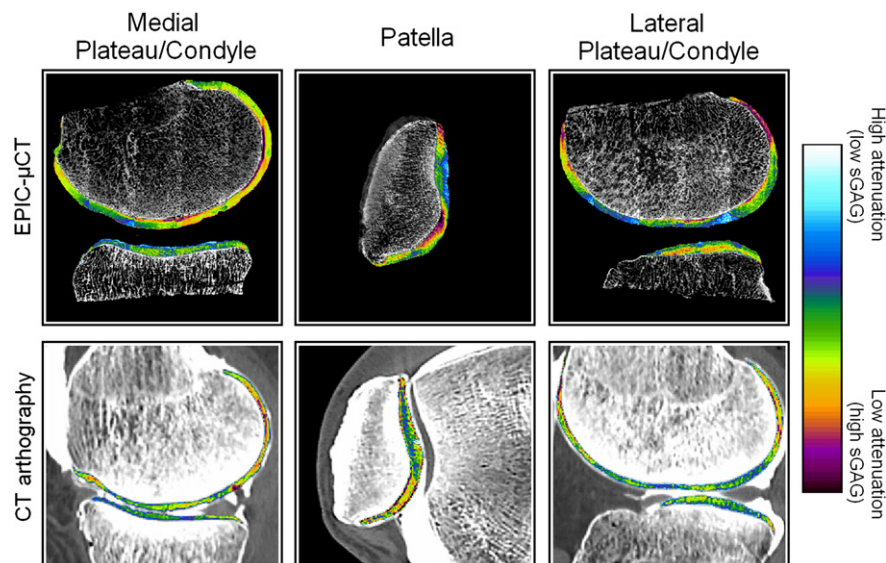 Medial
Plateau/Condyle
Patella
Lateral
Plateau/Condyle
EPIC-µCT
CT arthography
High attenuation
(low sGAG)
Low attenuation
(high sGAG)